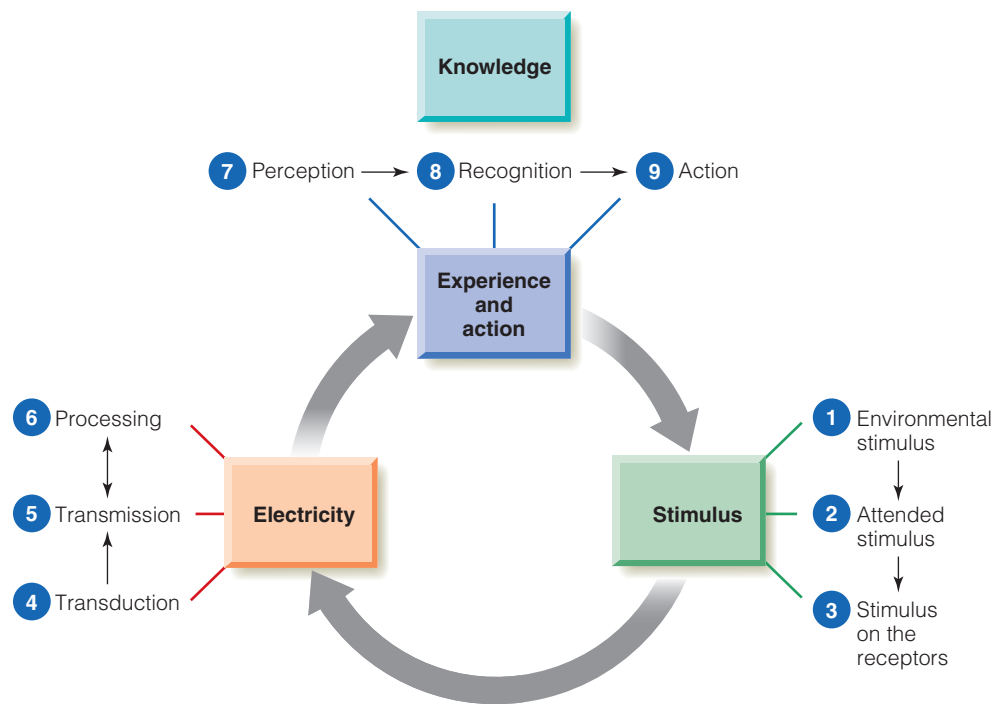 Knowledge
7 Perception
8 Recognition
9 Action
Experience
and
action
6 Processing
5 Transmission
4 Transduction
Electricity
Stimulus
1 Environmental
stimulus
2 Attended
stimulus
3 Stimulus
on the
receptors